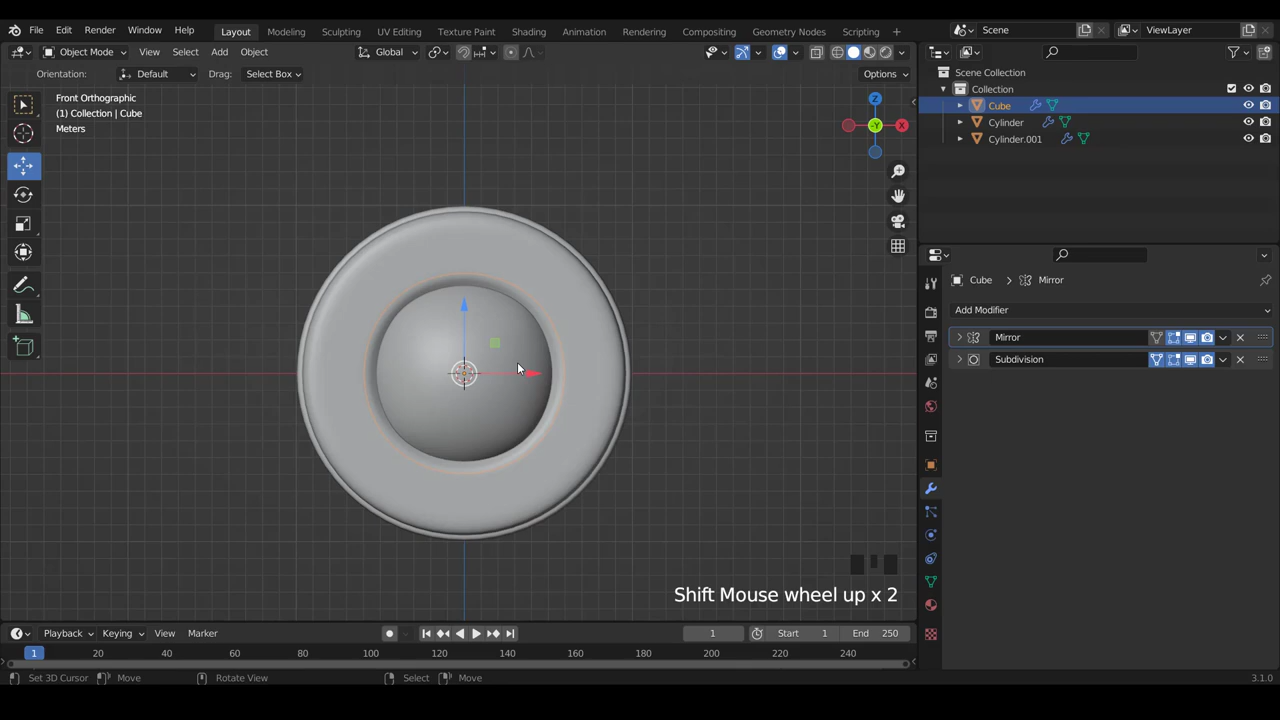 File Edit Render Window Help Layout Modeling Sculpting UV Editing Texture Paint Shading Animation Rendering Compositing Geometry Nodes Scripting + Scene ViewLayer
Object Mode View Select Add Object Global
Orientation: Default Drag: Select Box Options
Front Orthographic
(1) Collection | Cube
Meters
Z
-Y
X
Scene Collection
Collection
Cube
Cylinder
Cylinder.001
Cube > Mirror
Add Modifier
Mirror
Subdivision
Shift Mouse wheel up x 2
Playback Keying View Marker 1 Start 1 End 250
1 20 40 60 80 100 120 140 160 180 200 220 240
Set 3D Cursor Move Rotate View Select Move 3.1.0